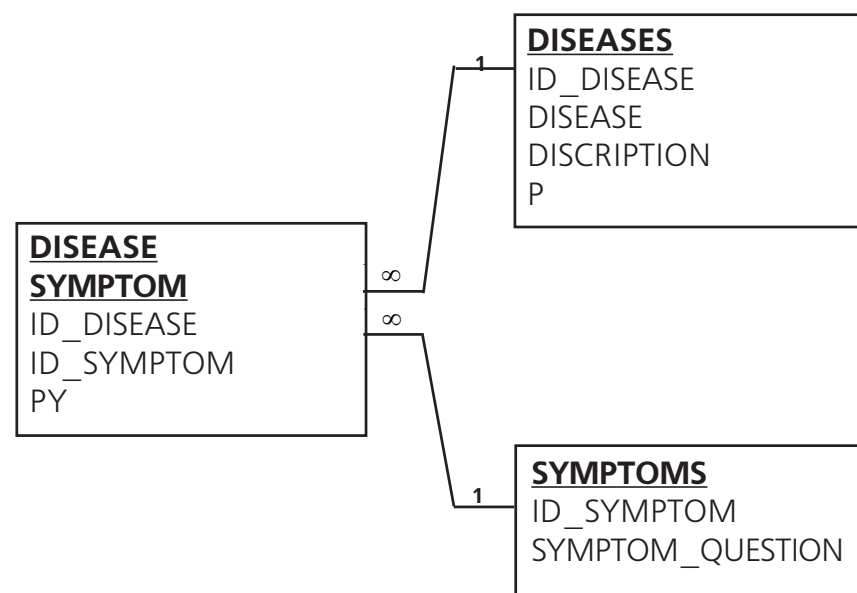 DISEASES
ID_DISEASE
DISEASE
DISCRIPTION
P
1
DISEASE
SYMPTOM
ID_DISEASE
ID_SYMPTOM
PY
∞
∞
1
SYMPTOMS
ID_SYMPTOM
SYMPTOM_QUESTION